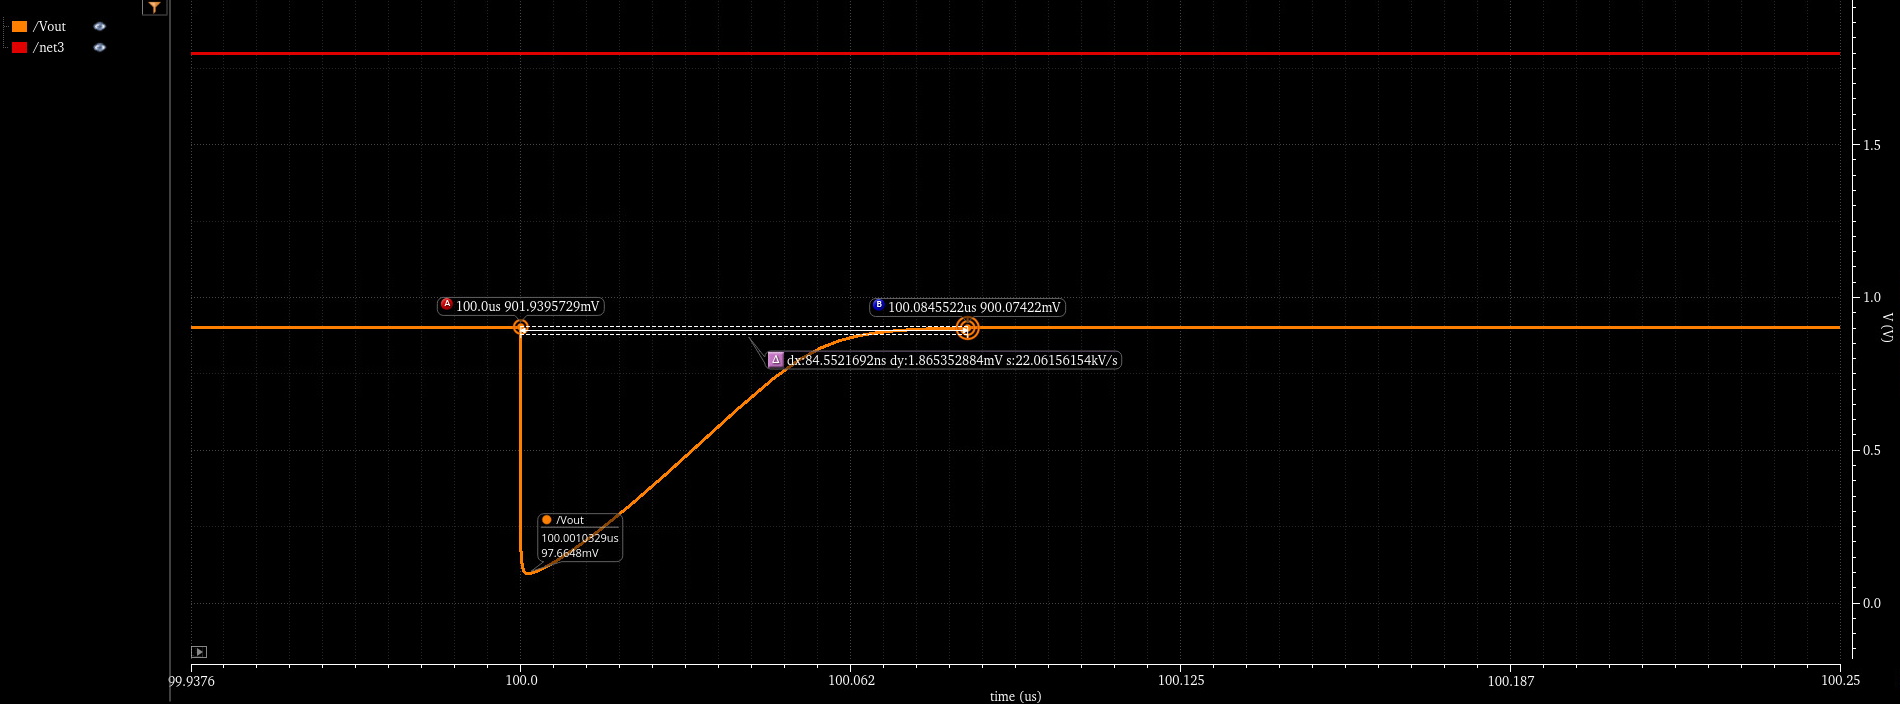 /Vout
/net3
1.5
1.0
V (V)
0.5
0.0
A 100.0us 901.9395729mV
B 100.0845522us 900.07422mV
Δ dx:84.5521692ns dy:1.865352884mV s:22.06156154kV/s
/Vout
100.0010329us
97.6648mV
99.9376
100.0
100.062
100.125
100.187
100.25
time (us)